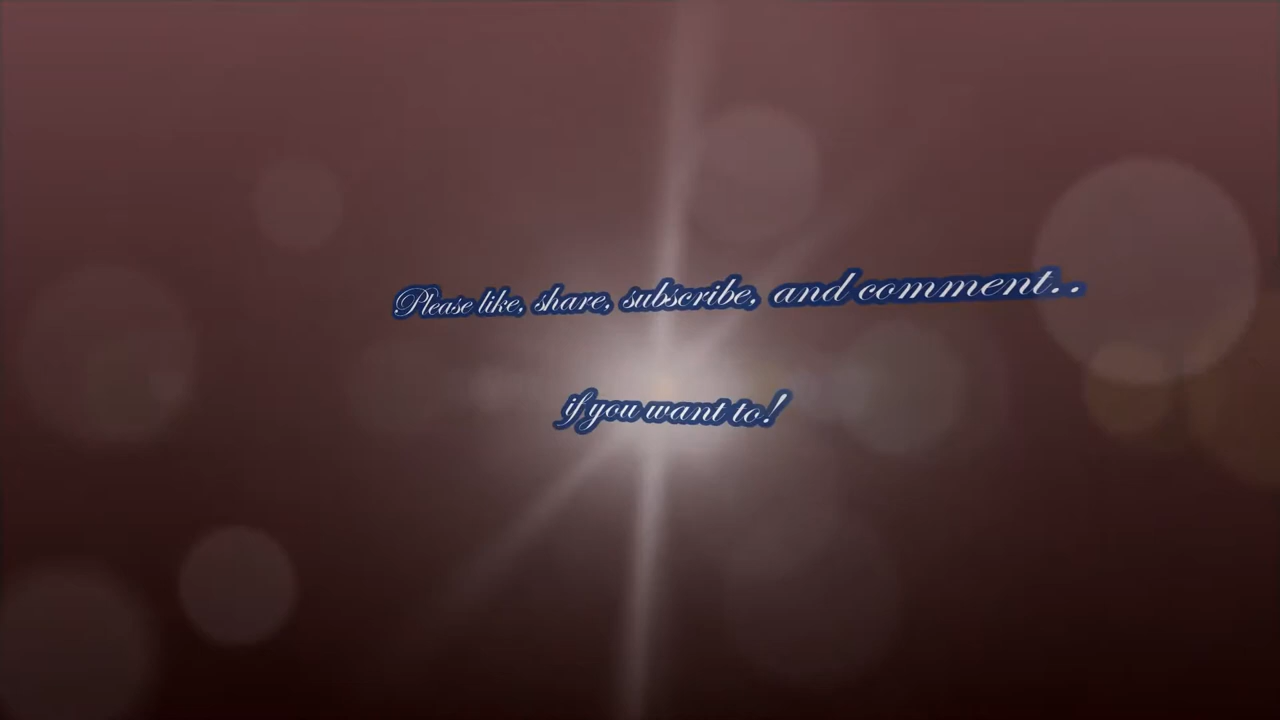 Please like, share, subscribe, and comment..
if you want to!